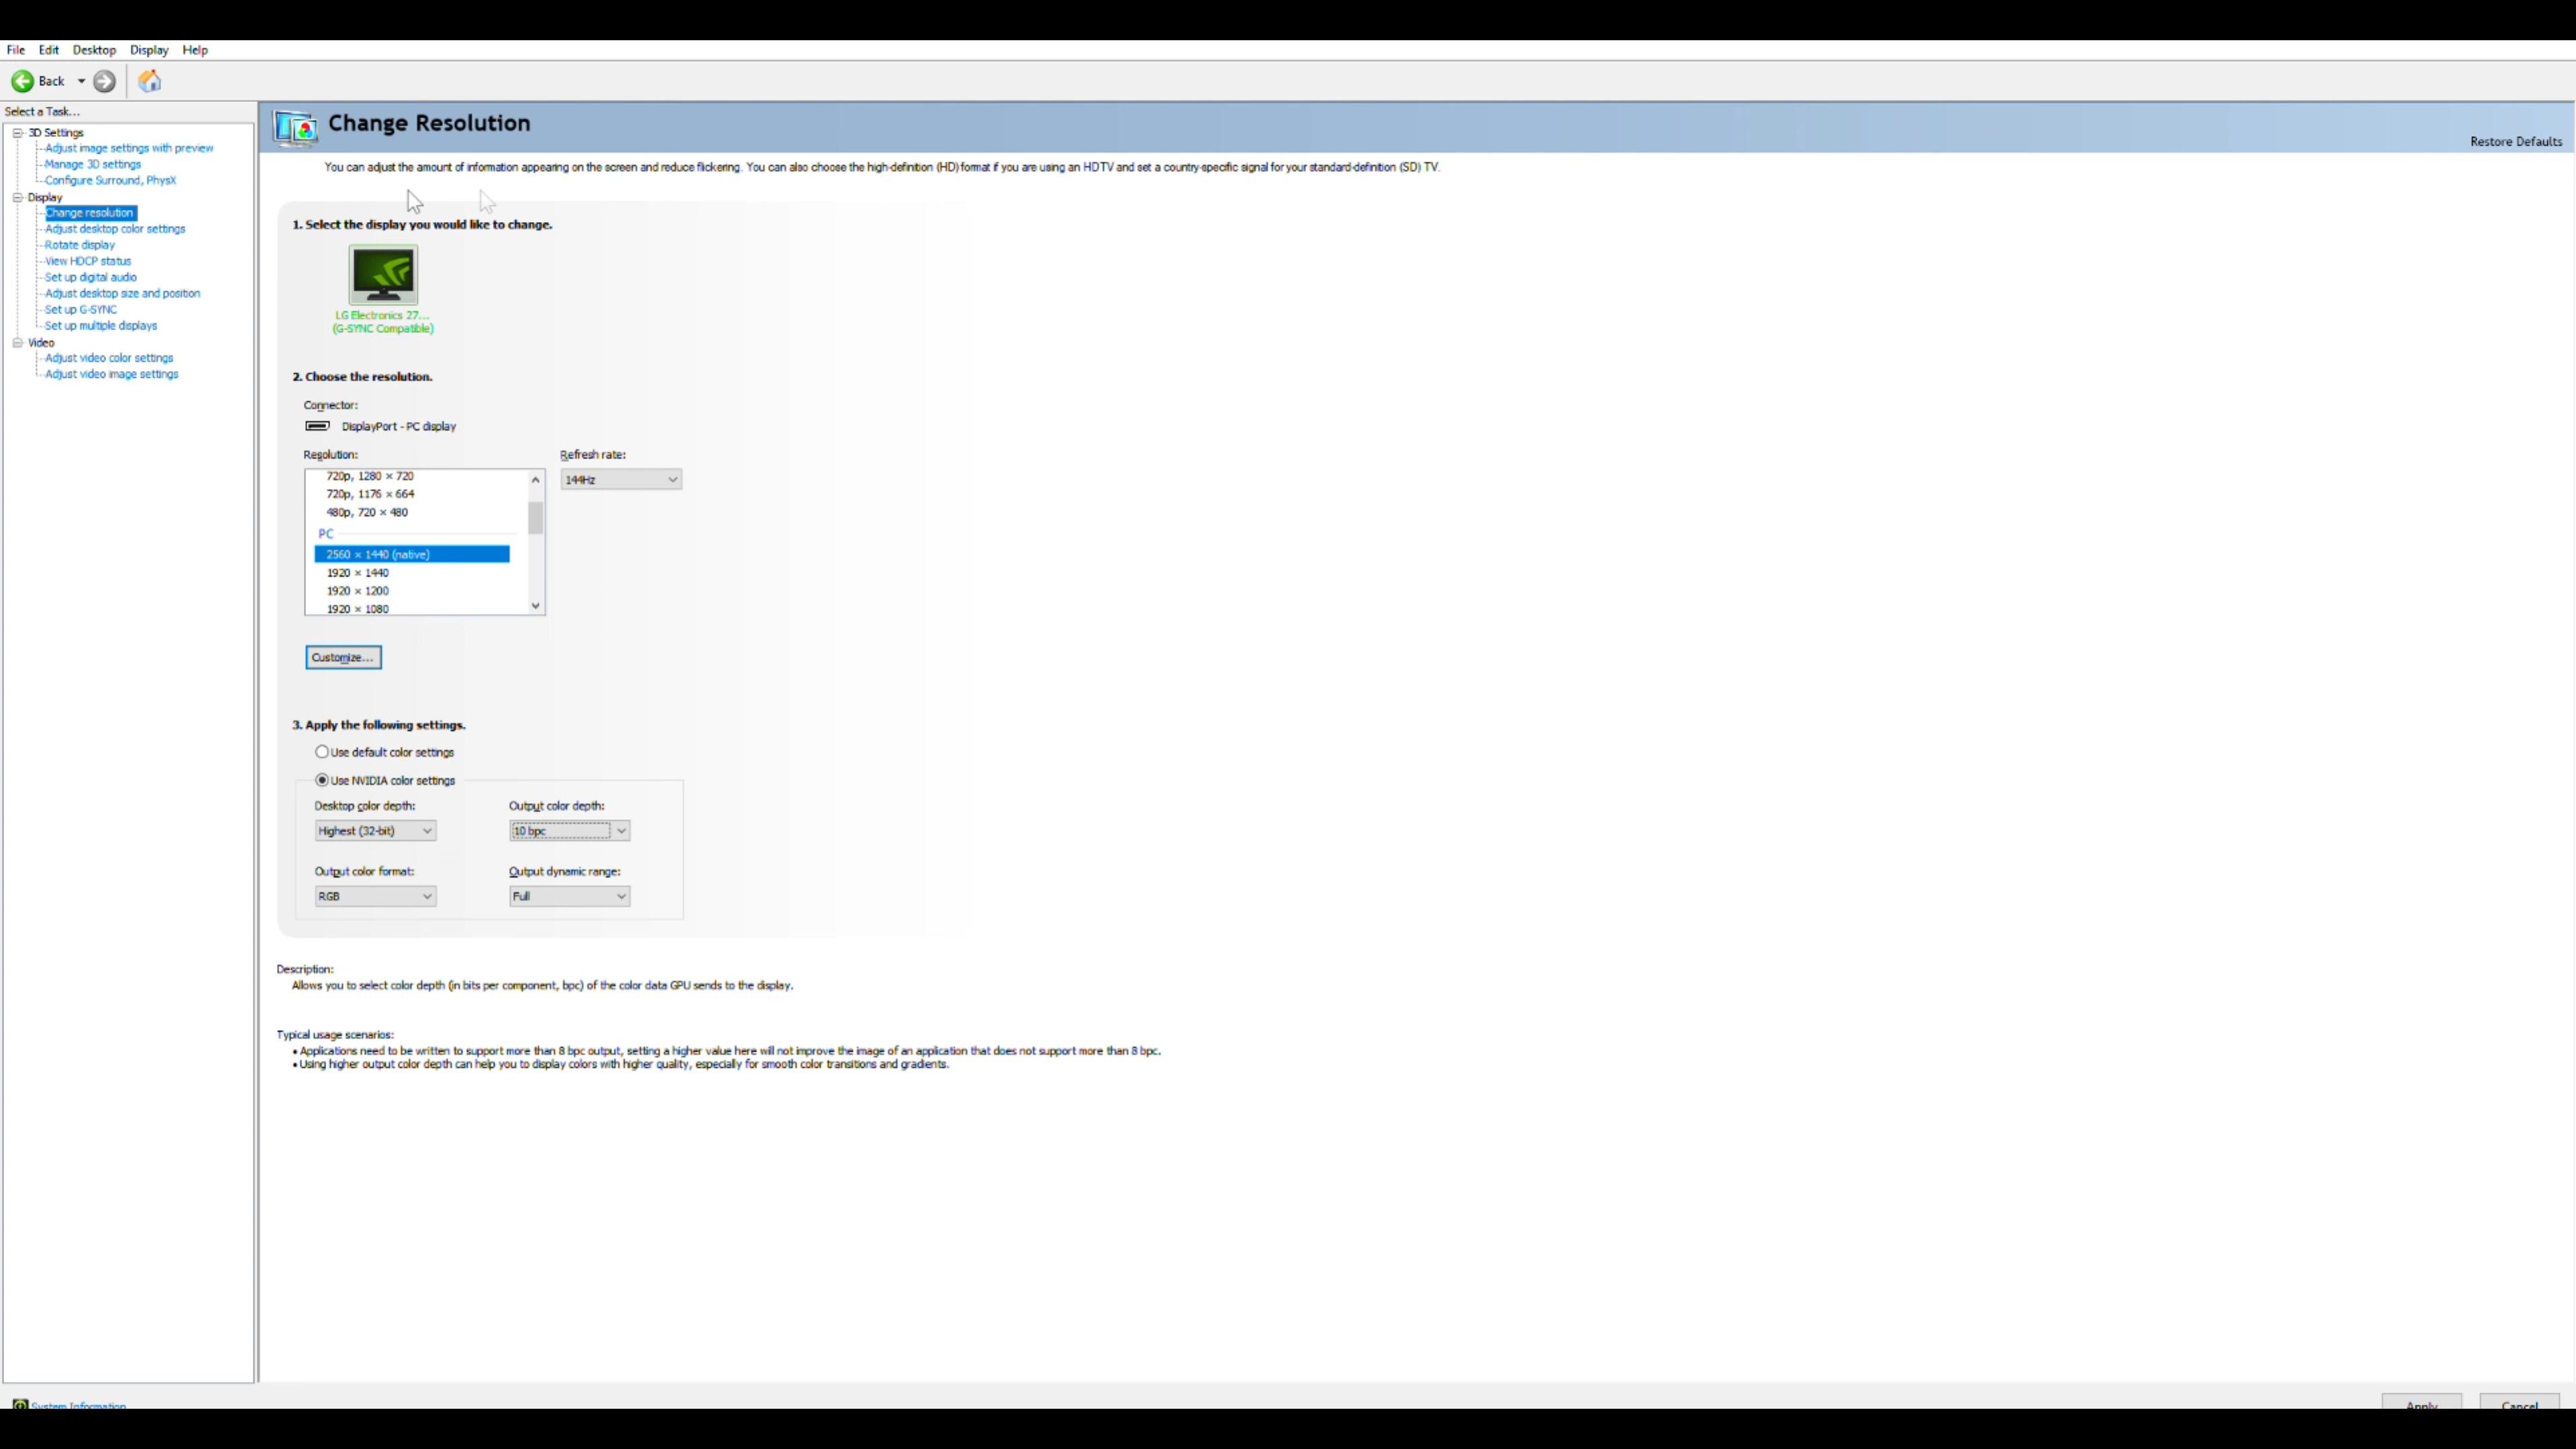 File Edit Desktop Display Help
Back
Select a Task...
3D Settings
Adjust image settings with preview
Manage 3D settings
Configure Surround, PhysX
Display
Change resolution
Adjust desktop color settings
Rotate display
View HDCP status
Set up digital audio
Adjust desktop size and position
Set up G-SYNC
Set up multiple displays
Video
Adjust video color settings
Adjust video image settings
System Information
Change Resolution
Restore Defaults
You can adjust the amount of information appearing on the screen and reduce flickering. You can also choose the high-definition (HD) format if you are using an HDTV and set a country-specific signal for your standard-definition (SD) TV.
1. Select the display you would like to change.
LG Electronics 27...
(G-SYNC Compatible)
2. Choose the resolution.
Connector:
DisplayPort - PC display
Resolution:
720p, 1280 × 720
720p, 1176 × 664
480p, 720 × 480
PC
2560 × 1440 (native)
1920 × 1440
1920 × 1200
1920 × 1080
Refresh rate:
144Hz
Customize...
3. Apply the following settings.
Use default color settings
Use NVIDIA color settings
Desktop color depth: Output color depth:
Highest (32-bit) 10 bpc
Output color format: Output dynamic range:
RGB Full
Description:
Allows you to select color depth (in bits per component, bpc) of the color data GPU sends to the display.
Typical usage scenarios:
• Applications need to be written to support more than 8 bpc output, setting a higher value here will not improve the image of an application that does not support more than 8 bpc.
• Using higher output color depth can help you to display colors with higher quality, especially for smooth color transitions and gradients.
Apply Cancel